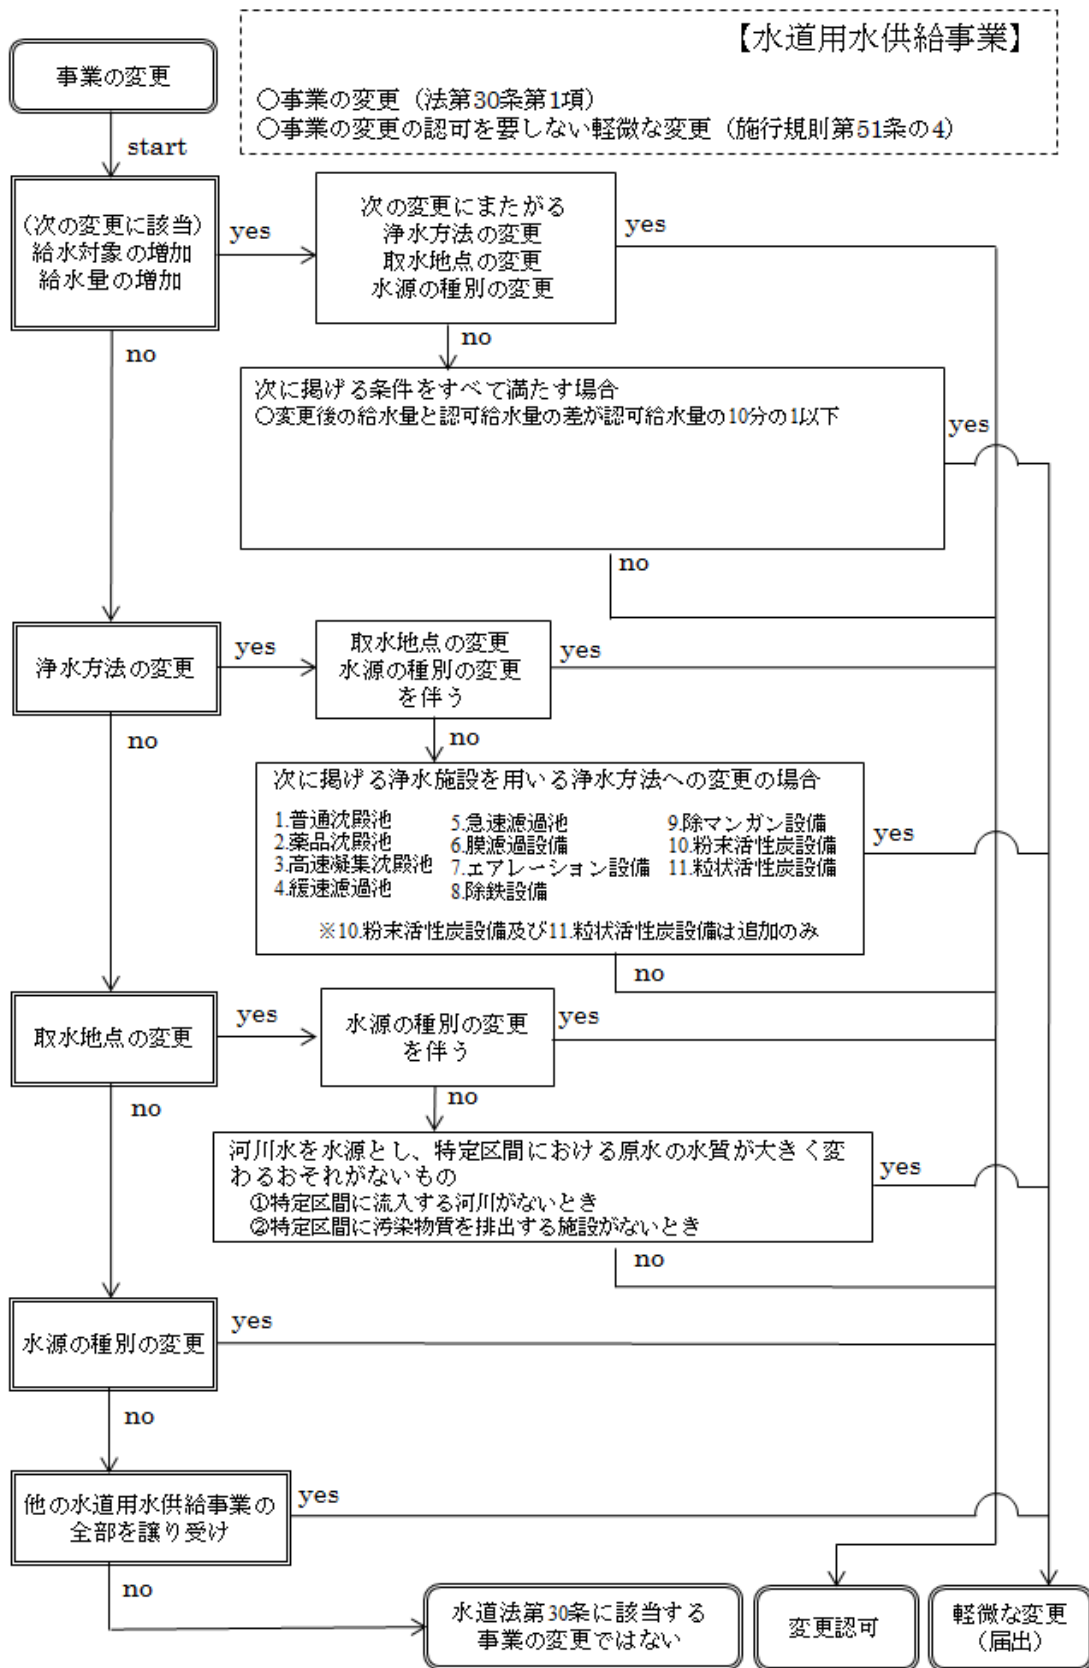 【水道用水供給事業】
○事業の変更（法第30条第1項）
○事業の変更の認可を要しない軽微な変更（施行規則第51条の4）
事業の変更
start
(次の変更に該当)
給水対象の増加
給水量の増加
yes
次の変更にまたがる
浄水方法の変更
取水地点の変更
水源の種別の変更
yes
no
no
次に掲げる条件をすべて満たす場合
○変更後の給水量と認可給水量の差が認可給水量の10分の1以下
yes
no
浄水方法の変更
yes
取水地点の変更
水源の種別の変更
を伴う
yes
no
no
次に掲げる浄水施設を用いる浄水方法への変更の場合
1.普通沈殿池
2.薬品沈殿池
3.高速凝集沈殿池
4.緩速濾過池
5.急速濾過池
6.膜濾過設備
7.エアレーション設備
8.除鉄設備
9.除マンガン設備
10.粉末活性炭設備
11.粒状活性炭設備
※10.粉末活性炭設備及び11.粒状活性炭設備は追加のみ
yes
no
取水地点の変更
yes
水源の種別の変更
を伴う
yes
no
no
河川水を水源とし、特定区間における原水の水質が大きく変
わるおそれがないもの
①特定区間に流入する河川がないとき
②特定区間に汚染物質を排出する施設がないとき
yes
no
水源の種別の変更
yes
no
他の水道用水供給事業の
全部を譲り受け
yes
no
水道法第30条に該当する
事業の変更ではない
変更認可
軽微な変更
（届出）